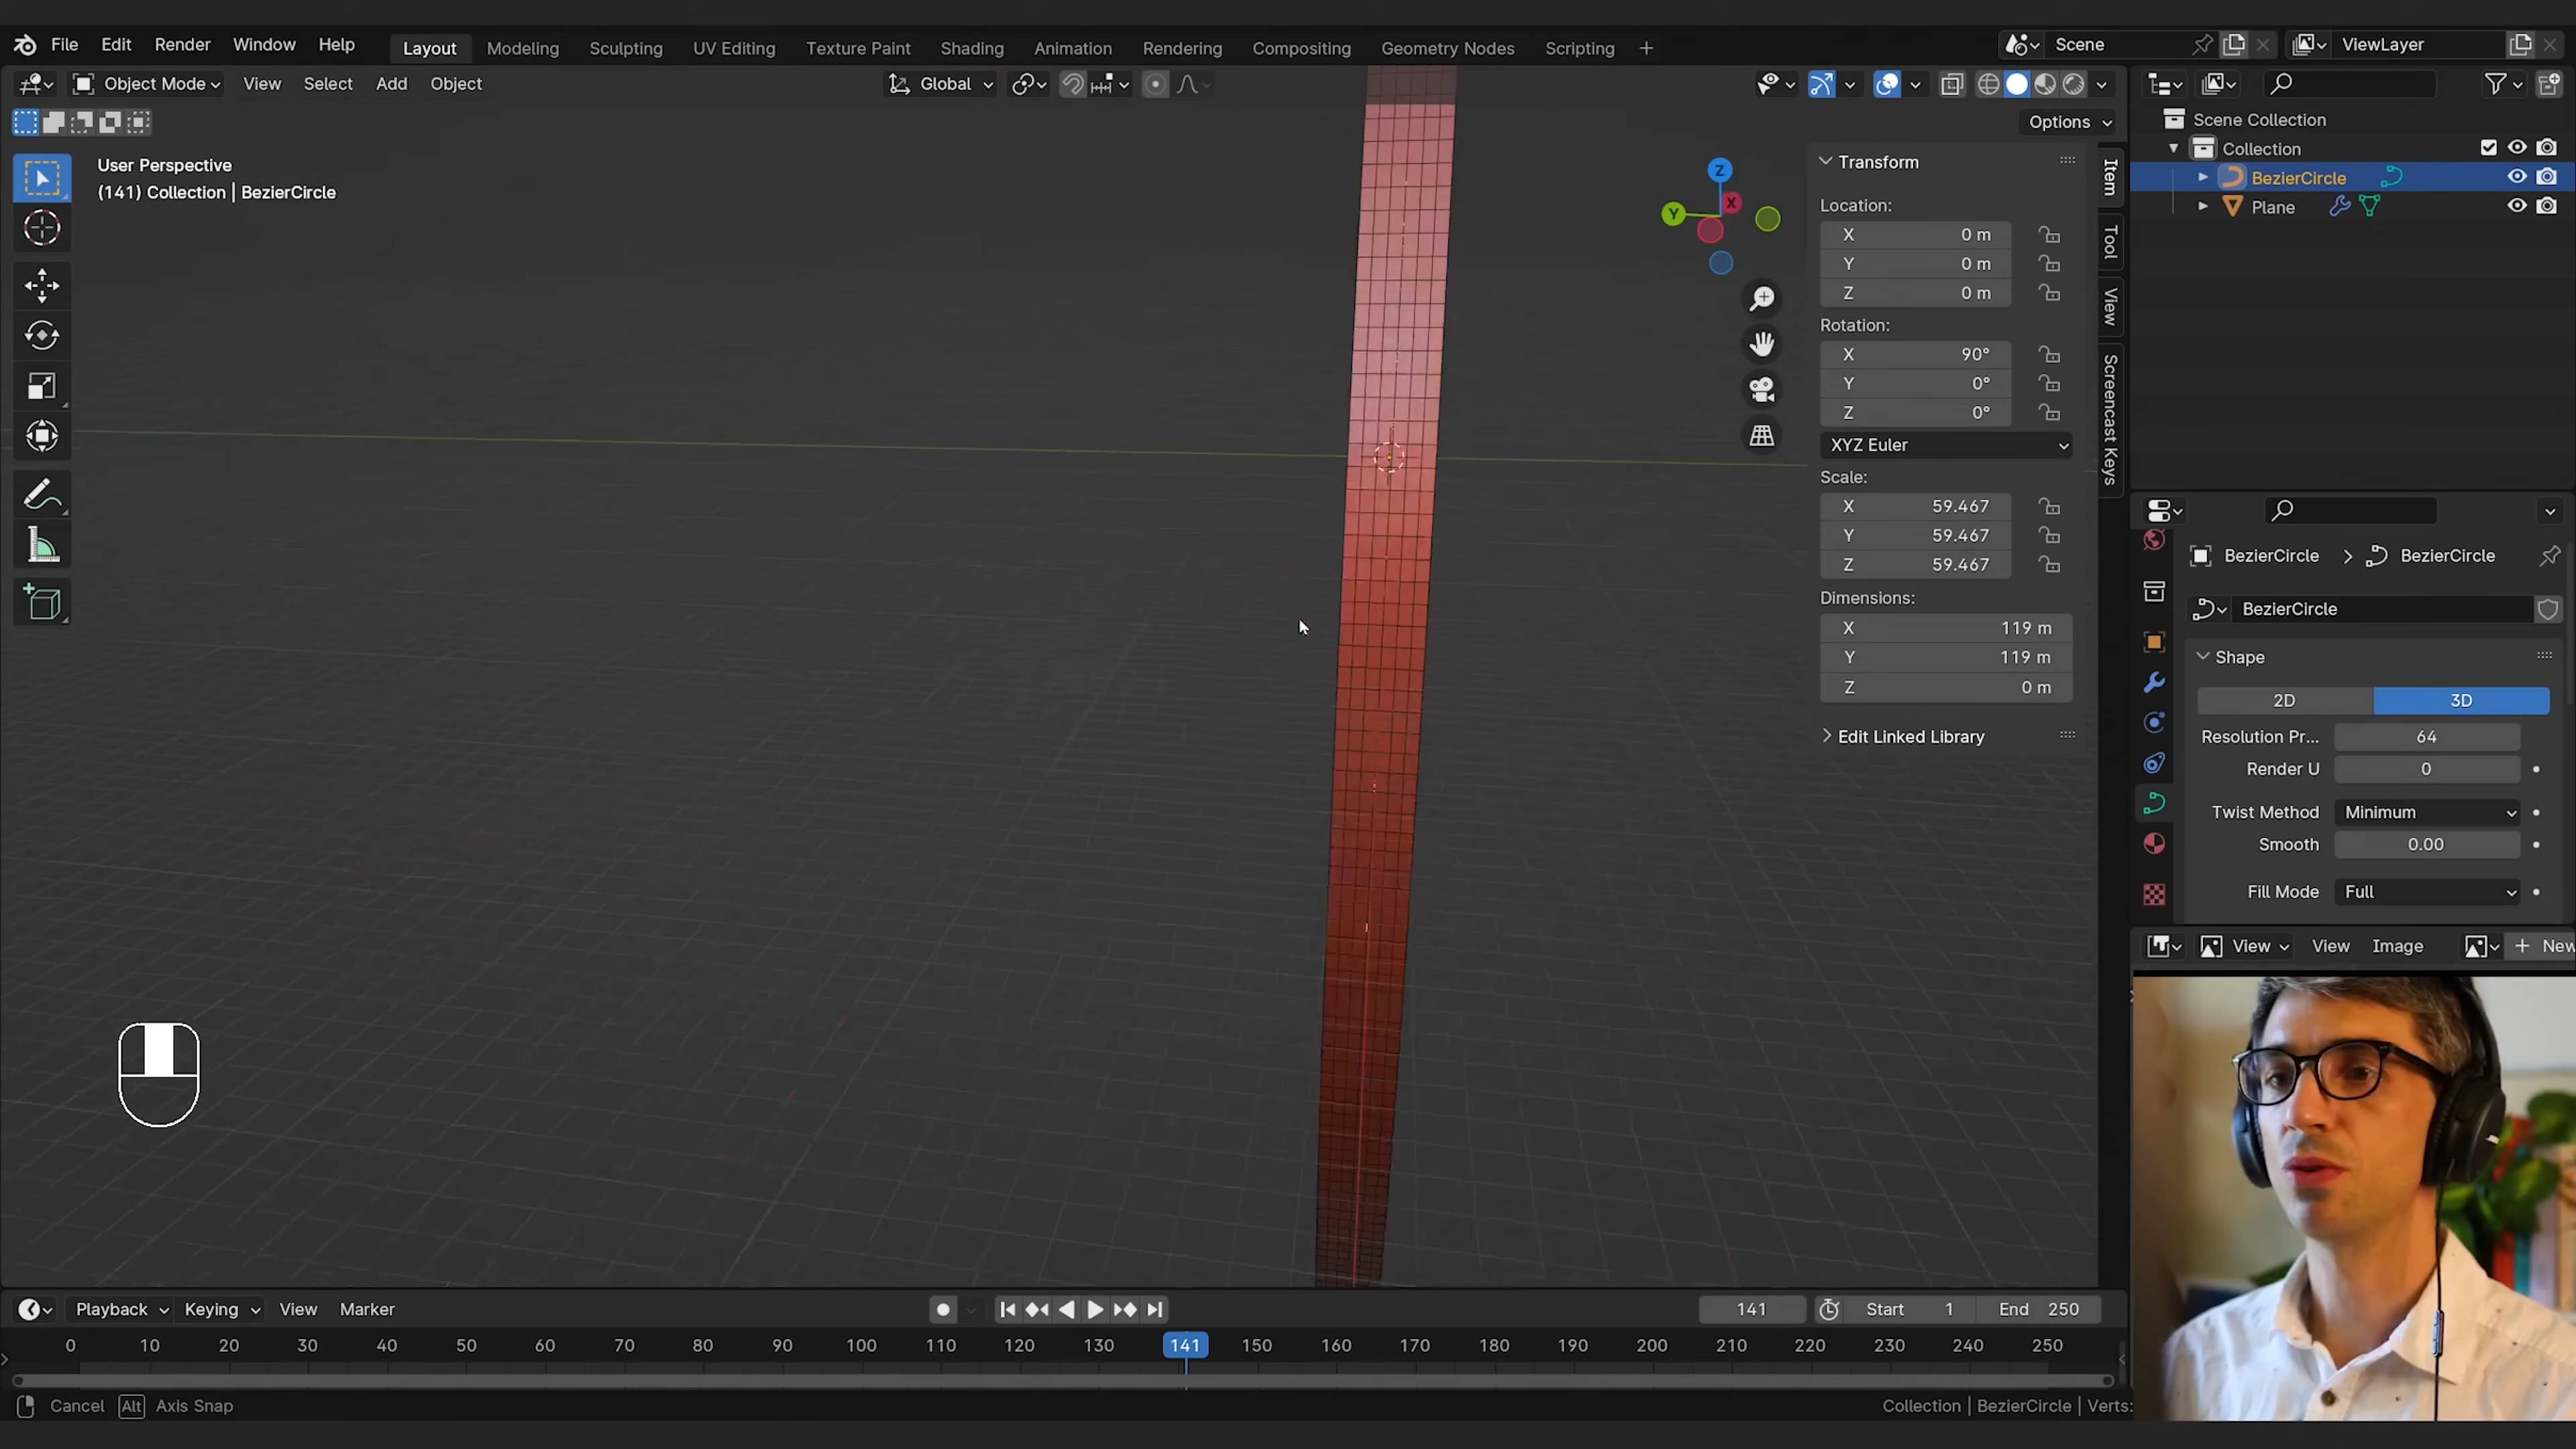 File Edit Render Window Help Layout Modeling Sculpting UV Editing Texture Paint Shading Animation Rendering Compositing Geometry Nodes Scripting + Scene ViewLayer
Object Mode View Select Add Object Global
Options
User Perspective
(141) Collection | BezierCircle
Z
Y
X
Transform
Location:
X 0 m
Y 0 m
Z 0 m
Rotation:
X 90°
Y 0°
Z 0°
XYZ Euler
Scale:
X 59.467
Y 59.467
Z 59.467
Dimensions:
X 119 m
Y 119 m
Z 0 m
Edit Linked Library
Item
Tool
View
Screencast Keys
Scene Collection
Collection
BezierCircle
Plane
BezierCircle BezierCircle
BezierCircle
Shape
2D 3D
Resolution Pr... 64
Render U 0
Twist Method Minimum
Smooth 0.00
Fill Mode Full
View View Image + New
Playback Keying View Marker 141 Start 1 End 250
0 10 20 30 40 50 60 70 80 90 100 110 120 130 141 150 160 170 180 190 200 210 220 230 240 250
Cancel Alt Axis Snap Collection | BezierCircle | Verts: